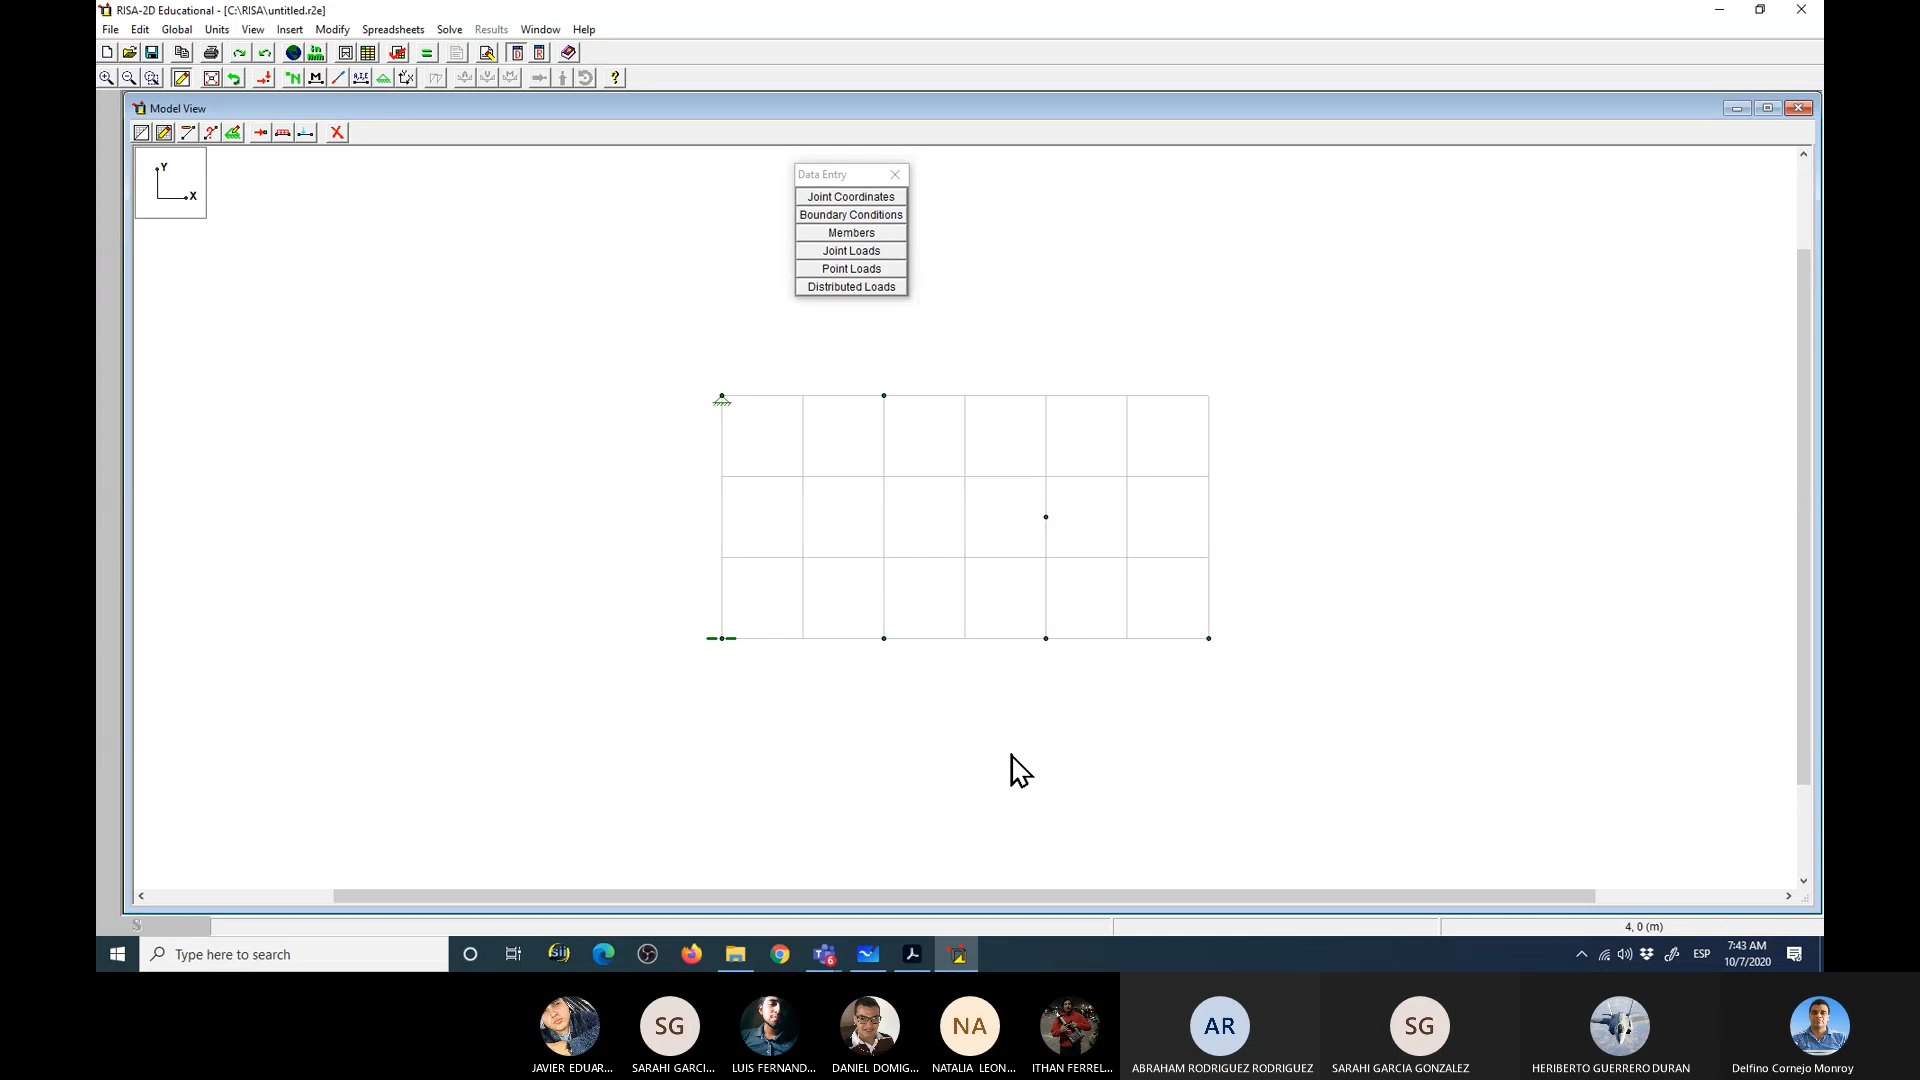 RISA-2D Educational - [C:\RISA\untitled.r2e]
File Edit Global Units View Insert Modify Spreadsheets Solve Results Window Help
Model View
Y
X
Data Entry
Joint Coordinates
Boundary Conditions
Members
Joint Loads
Point Loads
Distributed Loads
4, 0 (m)
Type here to search
ESP
7:43 AM
10/7/2020
SG
NA
AR
SG
JAVIER EDUAR...
SARAHI GARCI...
LUIS FERNAND...
DANIEL DOMIG...
NATALIA LEON...
ITHAN FERREL...
ABRAHAM RODRIGUEZ RODRIGUEZ
SARAHI GARCIA GONZALEZ
HERIBERTO GUERRERO DURAN
Delfino Cornejo Monroy